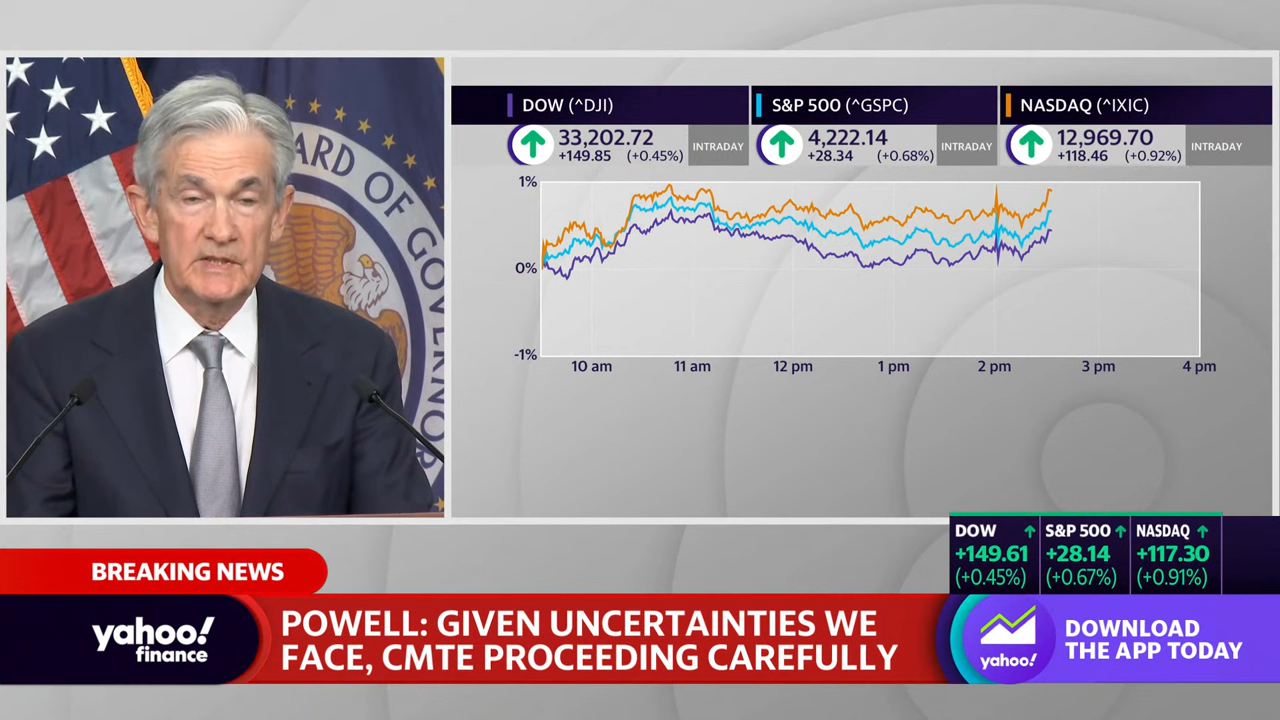 ARD OF GOVERNOR
DOW (^DJI)
33,202.72
+149.85 (+0.45%)
INTRADAY
S&P 500 (^GSPC)
4,222.14
+28.34 (+0.68%)
INTRADAY
NASDAQ (^IXIC)
12,969.70
+118.46 (+0.92%)
INTRADAY
1%
0%
-1%
10 am 11 am 12 pm 1 pm 2 pm 3 pm 4 pm
DOW
+149.61
(+0.45%)
S&P 500
+28.14
(+0.67%)
NASDAQ
+117.30
(+0.91%)
BREAKING NEWS
yahoo!
finance
POWELL: GIVEN UNCERTAINTIES WE
FACE, CMTE PROCEEDING CAREFULLY
yahoo!
DOWNLOAD
THE APP TODAY